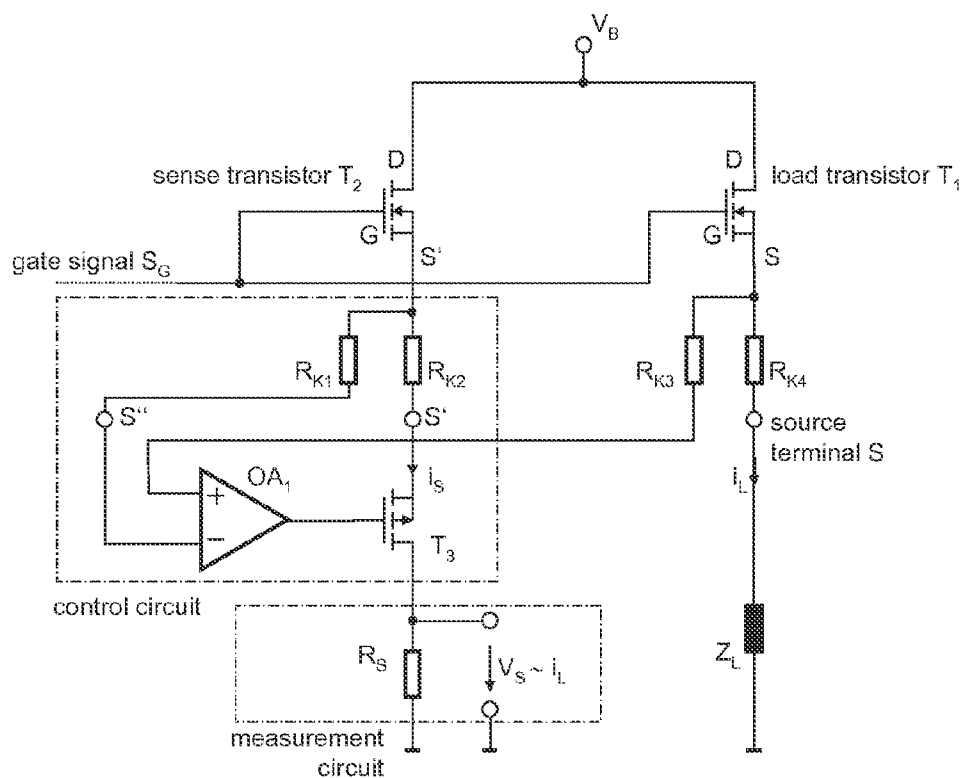 V_B
D
D
sense transistor T_2
load transistor T_1
G
G
S'
S
gate signal S_G
R_K1
R_K2
R_K3
R_K4
S''
S'
source
terminal S
OA_1
i_S
i_L
+
−
T_3
control circuit
R_S
V_S ~ i_L
Z_L
measurement
circuit